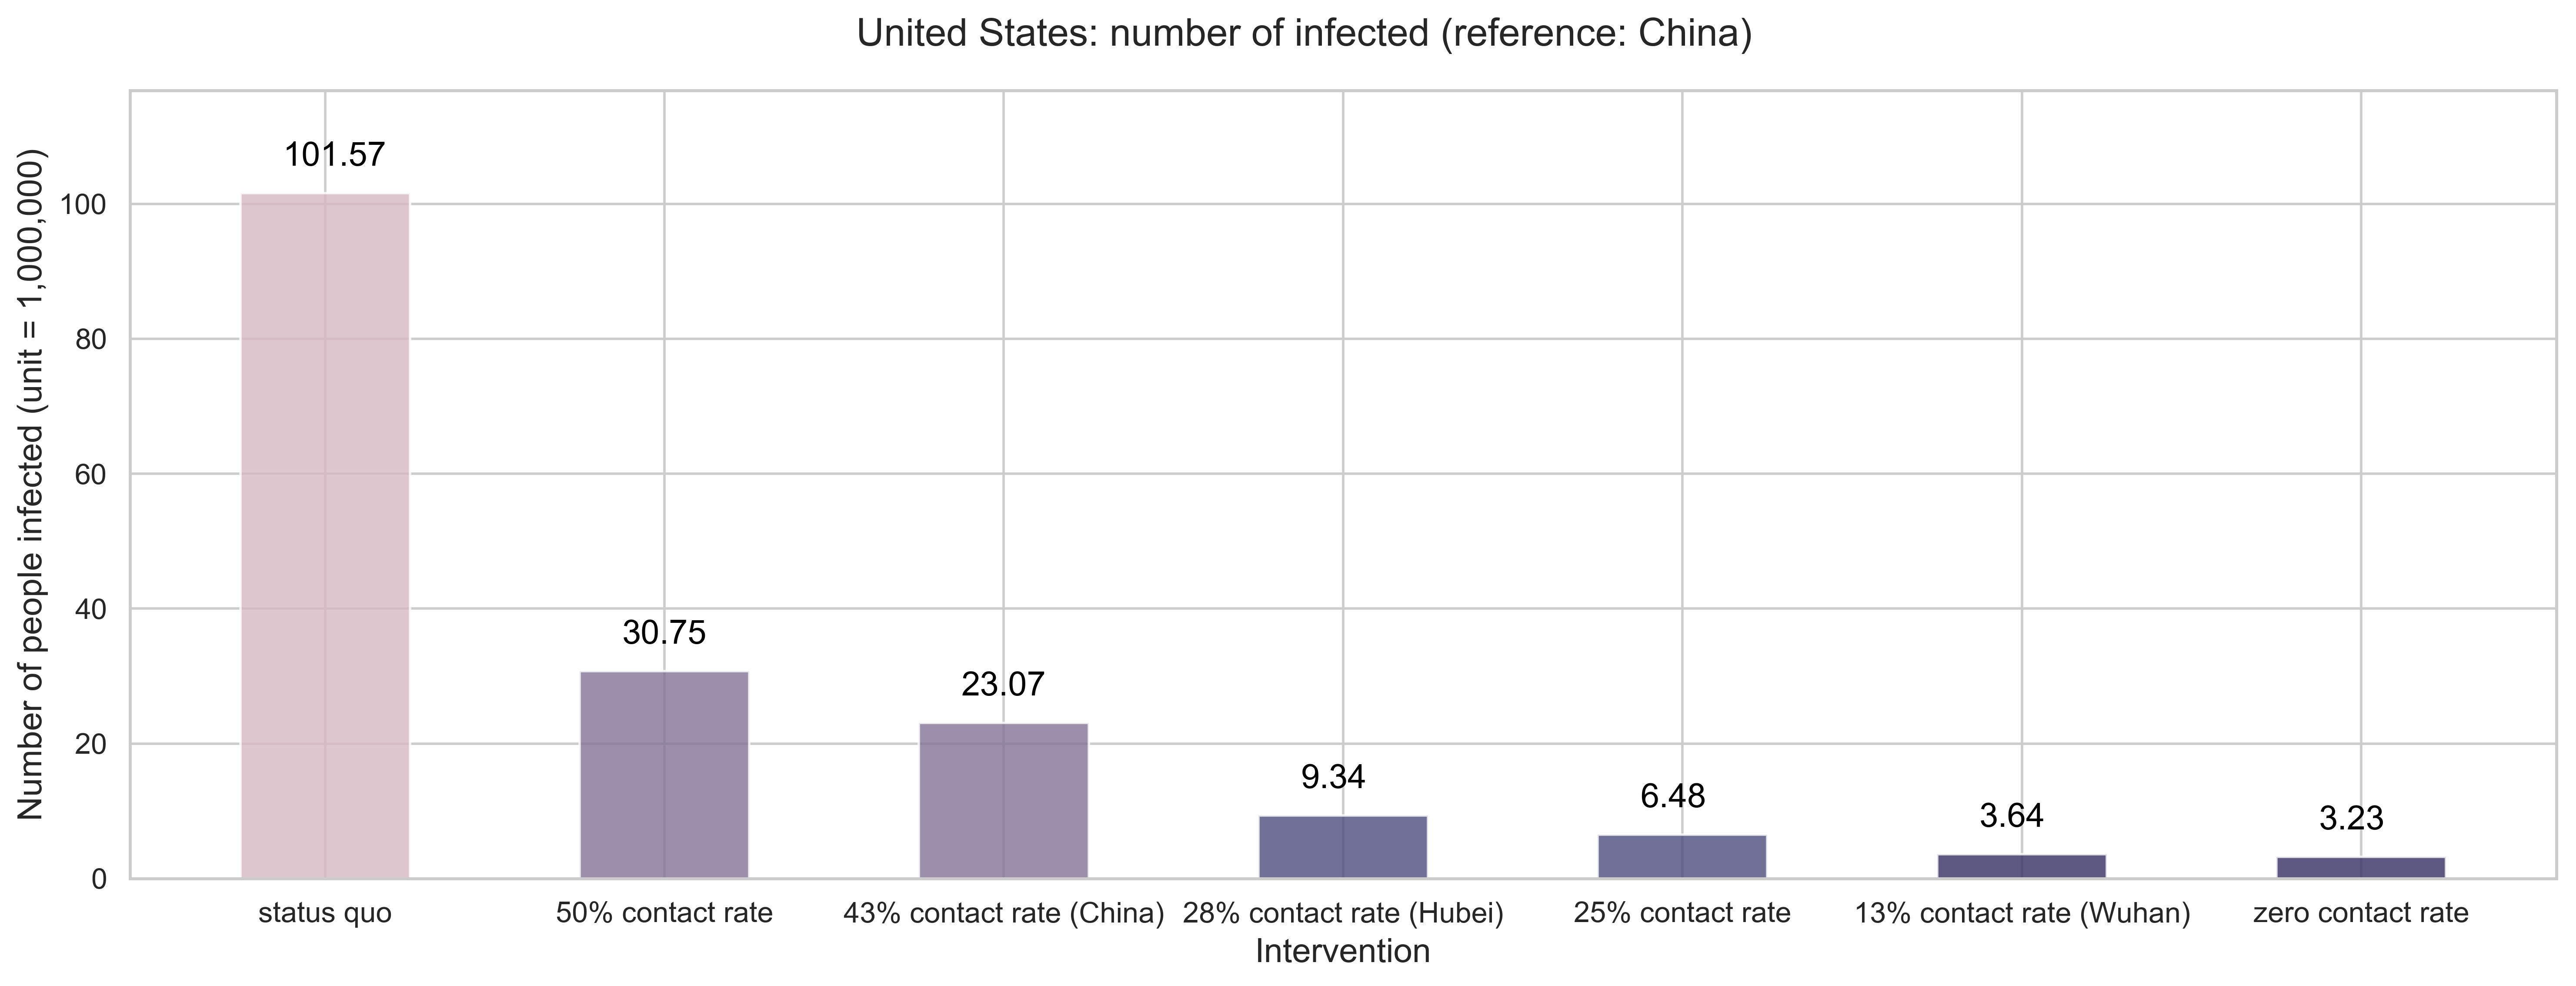 United States: number of infected (reference: China)
Number of people infected (unit = 1,000,000)
100
80
60
40
20
0
101.57
30.75
23.07
9.34
6.48
3.64
3.23
status quo
50% contact rate
43% contact rate (China)
28% contact rate (Hubei)
25% contact rate
13% contact rate (Wuhan)
zero contact rate
Intervention